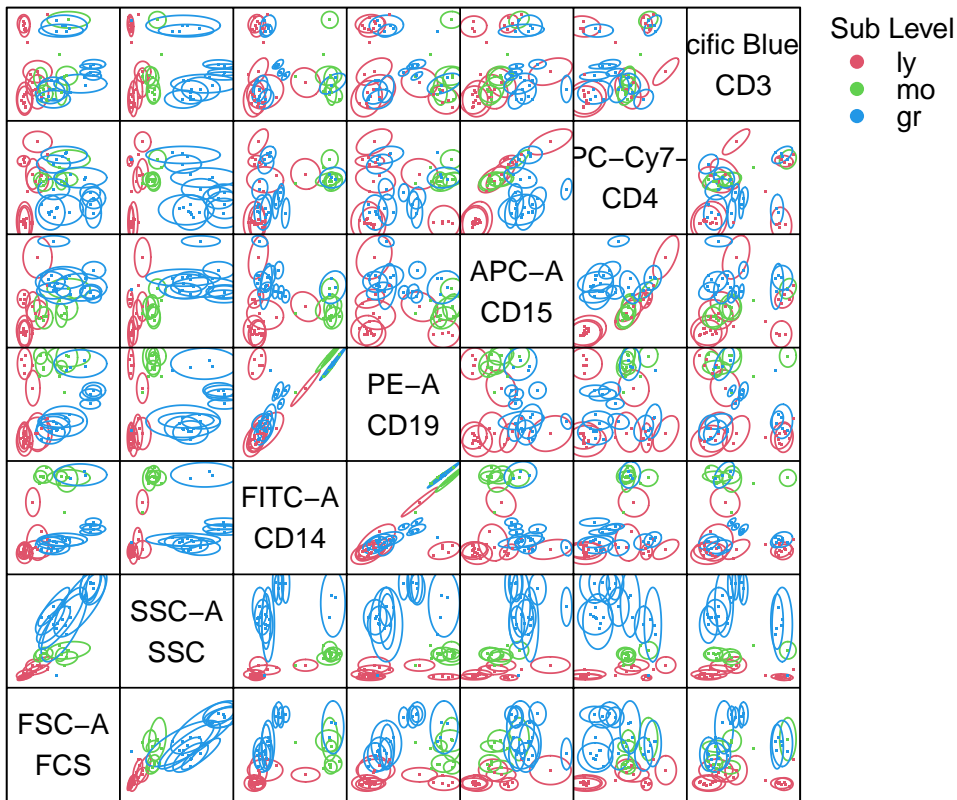 Sub Level
ly
mo
gr
cific Blue
CD3
PC−Cy7−
CD4
APC−A
CD15
PE−A
CD19
FITC−A
CD14
SSC−A
SSC
FSC−A
FCS